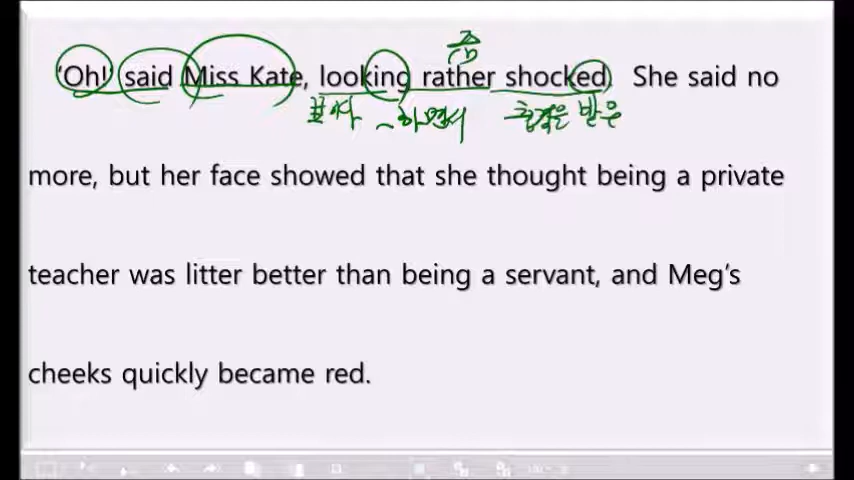 좀
'Oh!' said Miss Kate, looking rather shocked. She said no
~하면서 충격을 받은
more, but her face showed that she thought being a private
teacher was litter better than being a servant, and Meg's
cheeks quickly became red.